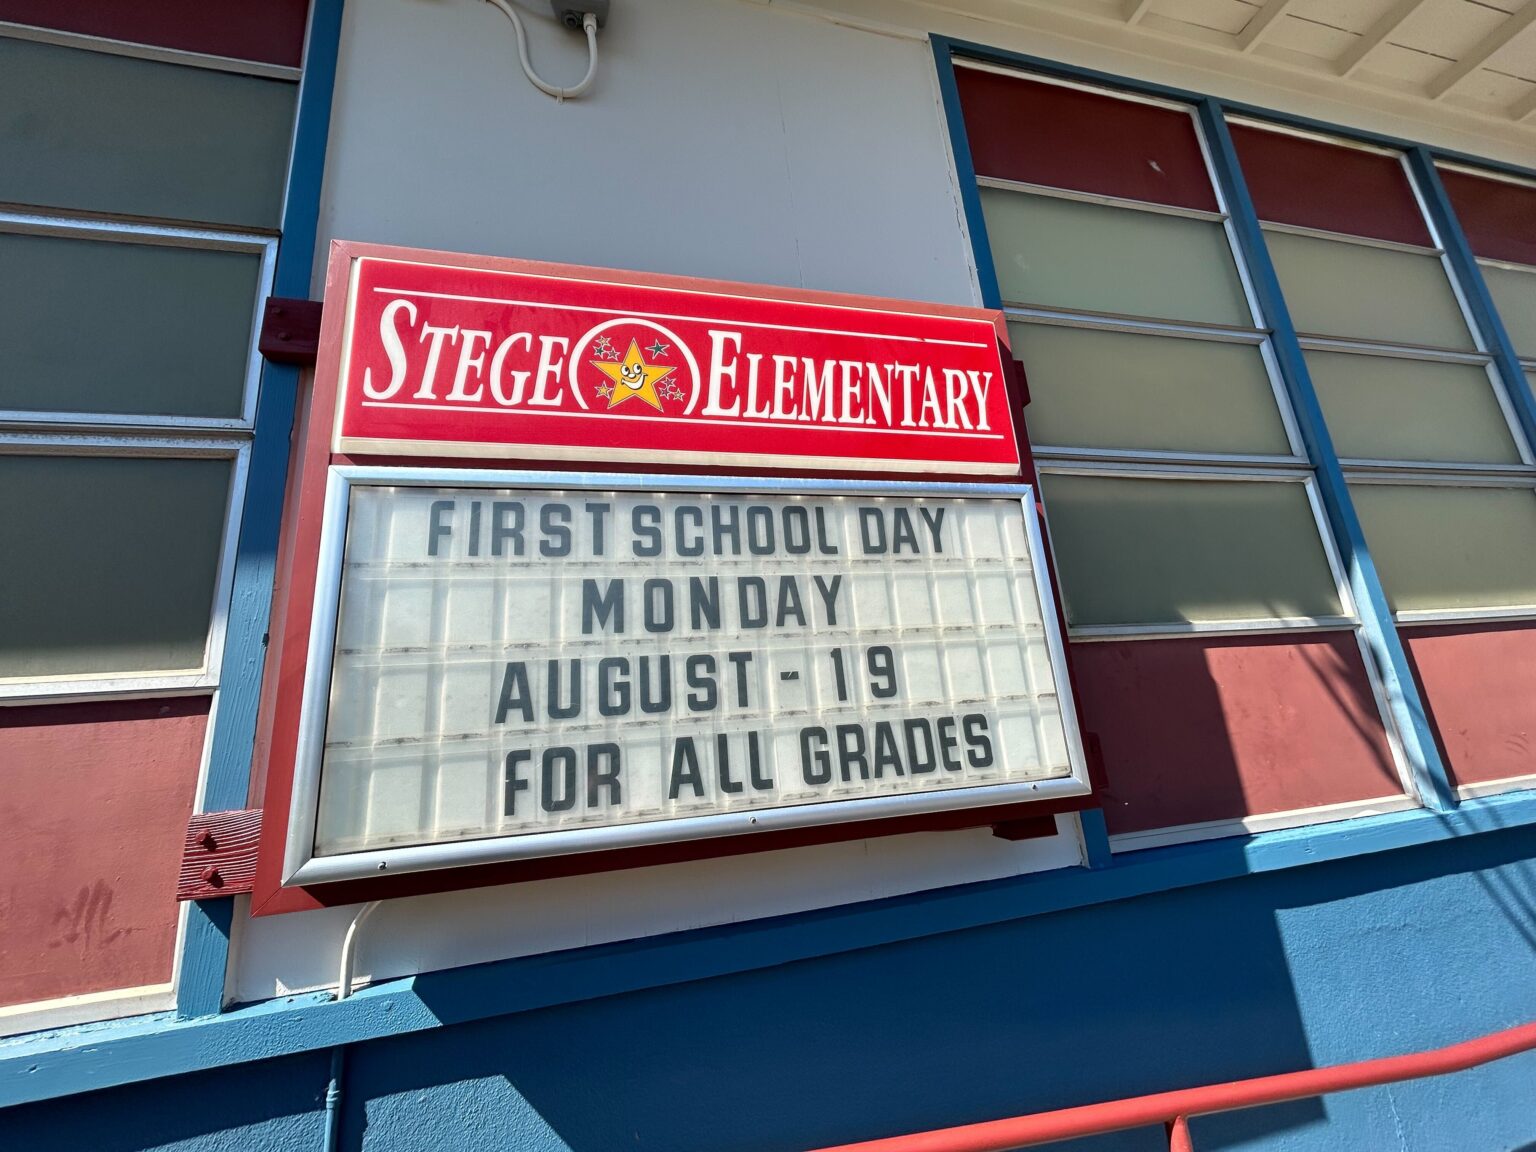 STEGE ELEMENTARY
FIRST SCHOOL DAY
MONDAY
AUGUST - 19
FOR ALL GRADES